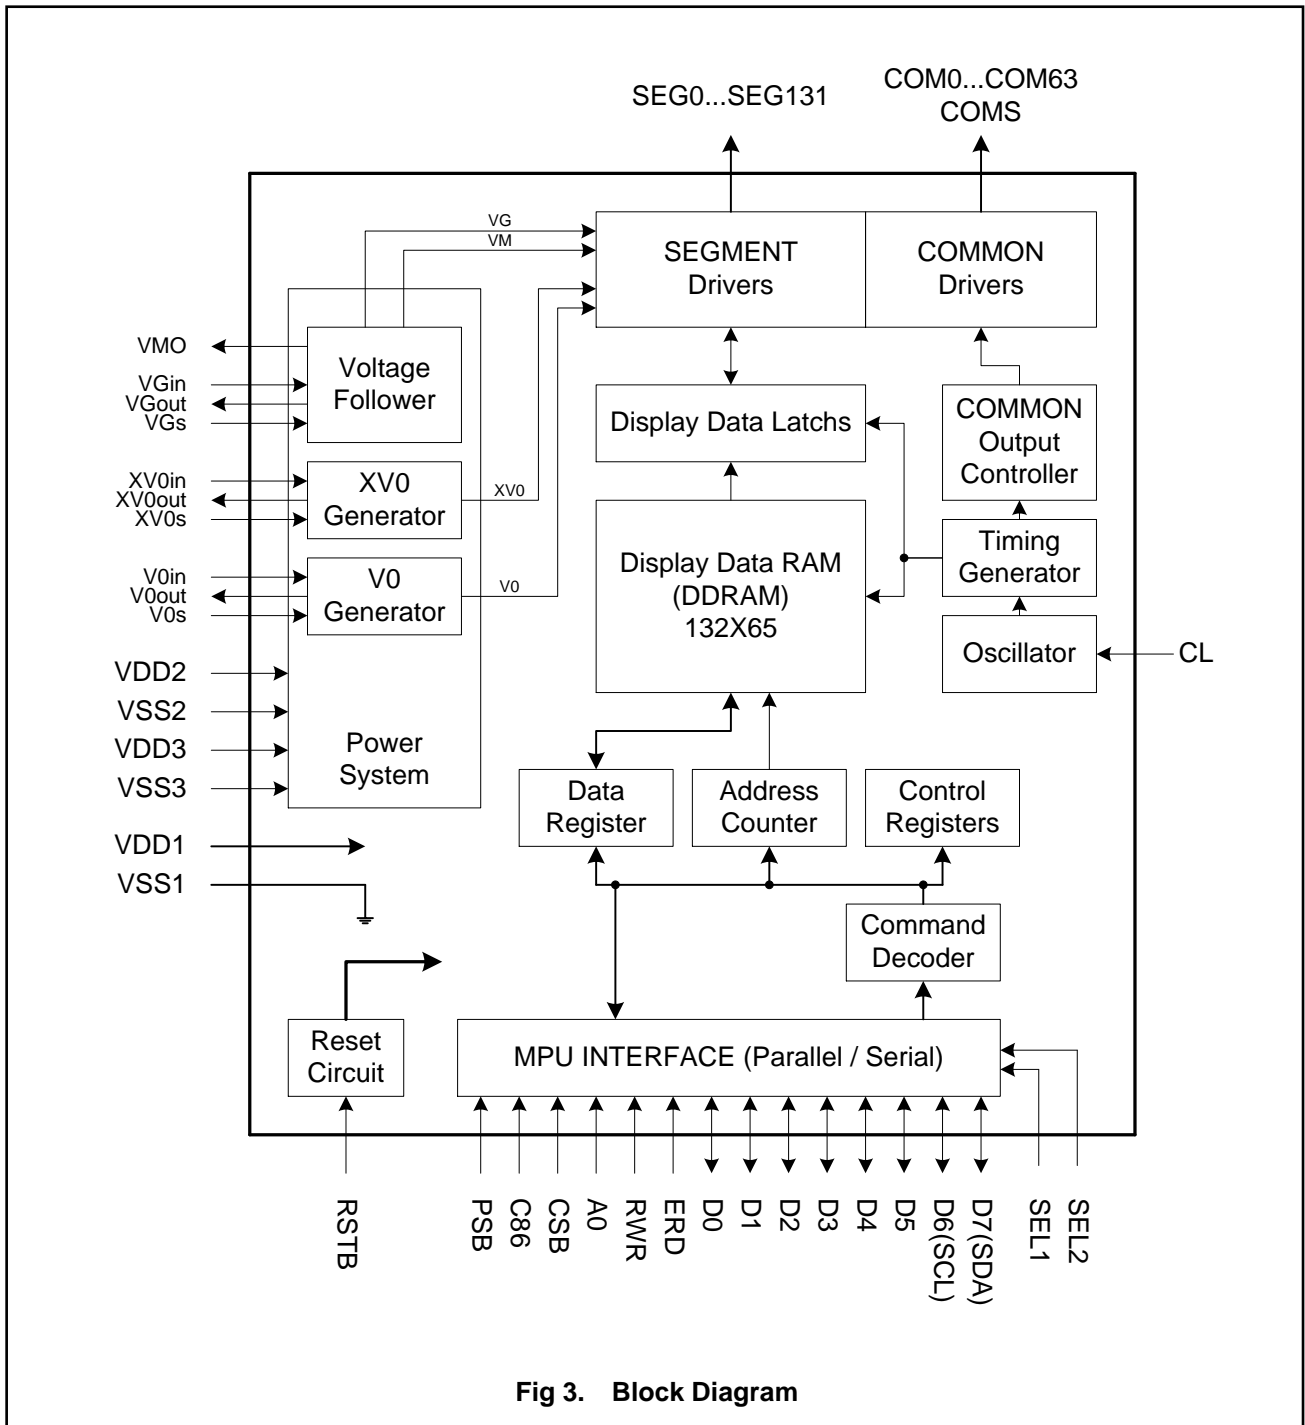 SEG0...SEG131
COM0...COM63
COMS
VG
VM
SEGMENT
Drivers
COMMON
Drivers
VMO
VGin
VGout
VGs
Voltage
Follower
Display Data Latchs
COMMON
Output
Controller
XV0in
XV0out
XV0s
XV0
Generator
XV0
Display Data RAM
(DDRAM)
132X65
Timing
Generator
V0in
V0out
V0s
V0
Generator
V0
Oscillator
CL
VDD2
VSS2
VDD3
VSS3
Power
System
Data
Register
Address
Counter
Control
Registers
VDD1
VSS1
Command
Decoder
Reset
Circuit
MPU INTERFACE (Parallel / Serial)
RSTB
PSB
C86
CSB
A0
RWR
ERD
D0
D1
D2
D3
D4
D5
D6(SCL)
D7(SDA)
SEL1
SEL2
Fig 3. Block Diagram